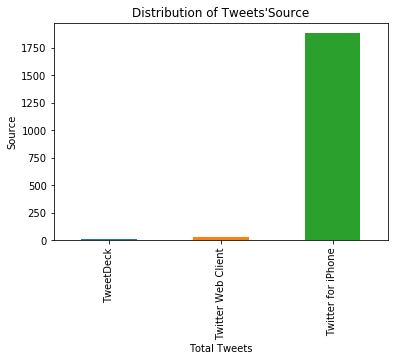 Distribution of Tweets'Source
Source
1750
1500
1250
1000
750
500
250
0
TweetDeck
Twitter Web Client
Twitter for iPhone
Total Tweets